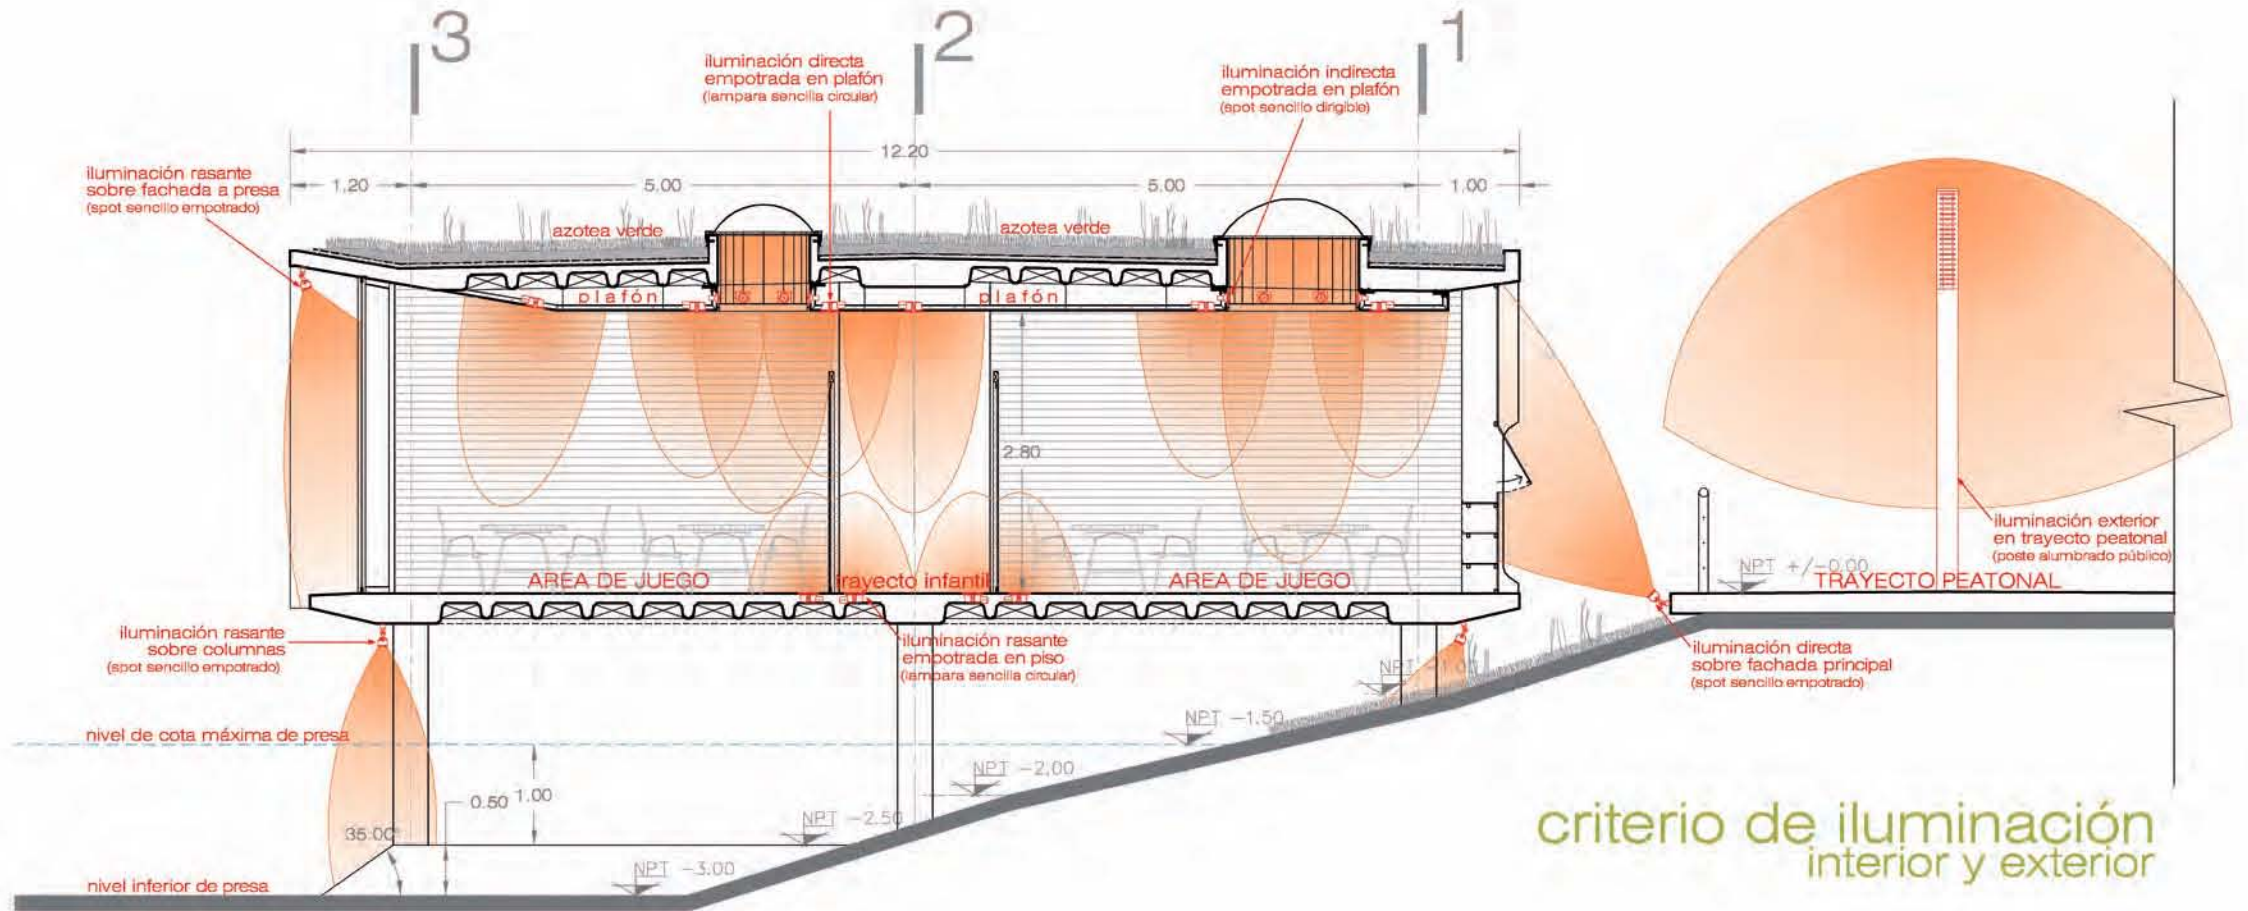 3
2
1
iluminación directa
empotrada en plafón
(lampara sencilla circular)
iluminación indirecta
empotrada en plafón
(spot sencillo dirigible)
12.20
iluminación rasante
sobre fachada a presa
(spot sencillo empotrado)
1.20
5.00
5.00
1.00
azotea verde
azotea verde
plafón
plafón
2.80
iluminación exterior
en trayecto peatonal
(poste alumbrado público)
NPT +/-0.00
AREA DE JUEGO
trayecto infantil
AREA DE JUEGO
TRAYECTO PEATONAL
iluminación rasante
sobre columnas
(spot sencillo empotrado)
iluminación rasante
empotrada en piso
(lampara sencilla circular)
iluminación directa
sobre fachada principal
(spot sencillo empotrado)
NPT -1.00
NPT -1.50
nivel de cota máxima de presa
NPT -2.00
0.50
1.00
NPT -2.50
35.00°
NPT -3.00
nivel inferior de presa
criterio de iluminación
interior y exterior